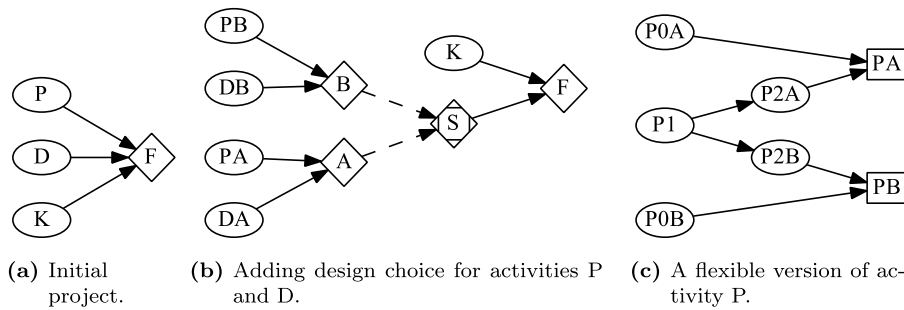 P
D
K
F
(a) Initial
project.
PB
DB
B
PA
DA
A
K
S
F
(b) Adding design choice for activities P
and D.
P0A
PA
P2A
P1
P2B
PB
P0B
(c) A flexible version of ac-
tivity P.